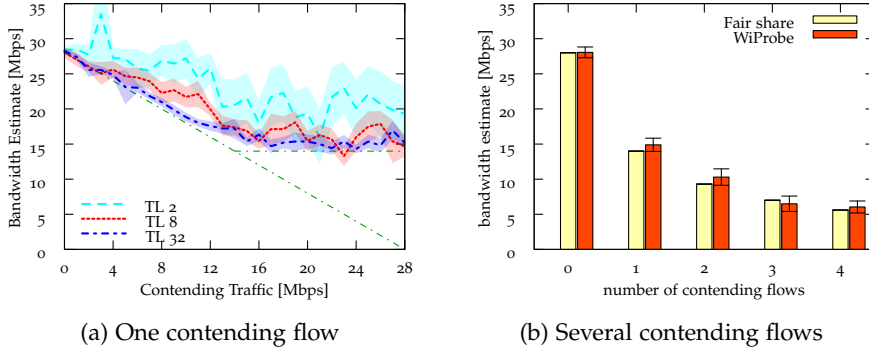 35
30
25
20
15
10
5
0
Bandwidth Estimate [Mbps]
TL 2
TL 8
TL 32
0 4 8 12 16 20 24 28
Contending Traffic [Mbps]
(a) One contending flow
35
30
25
20
15
10
5
0
bandwidth estimate [Mbps]
Fair share
WiProbe
0 1 2 3 4
number of contending flows
(b) Several contending flows